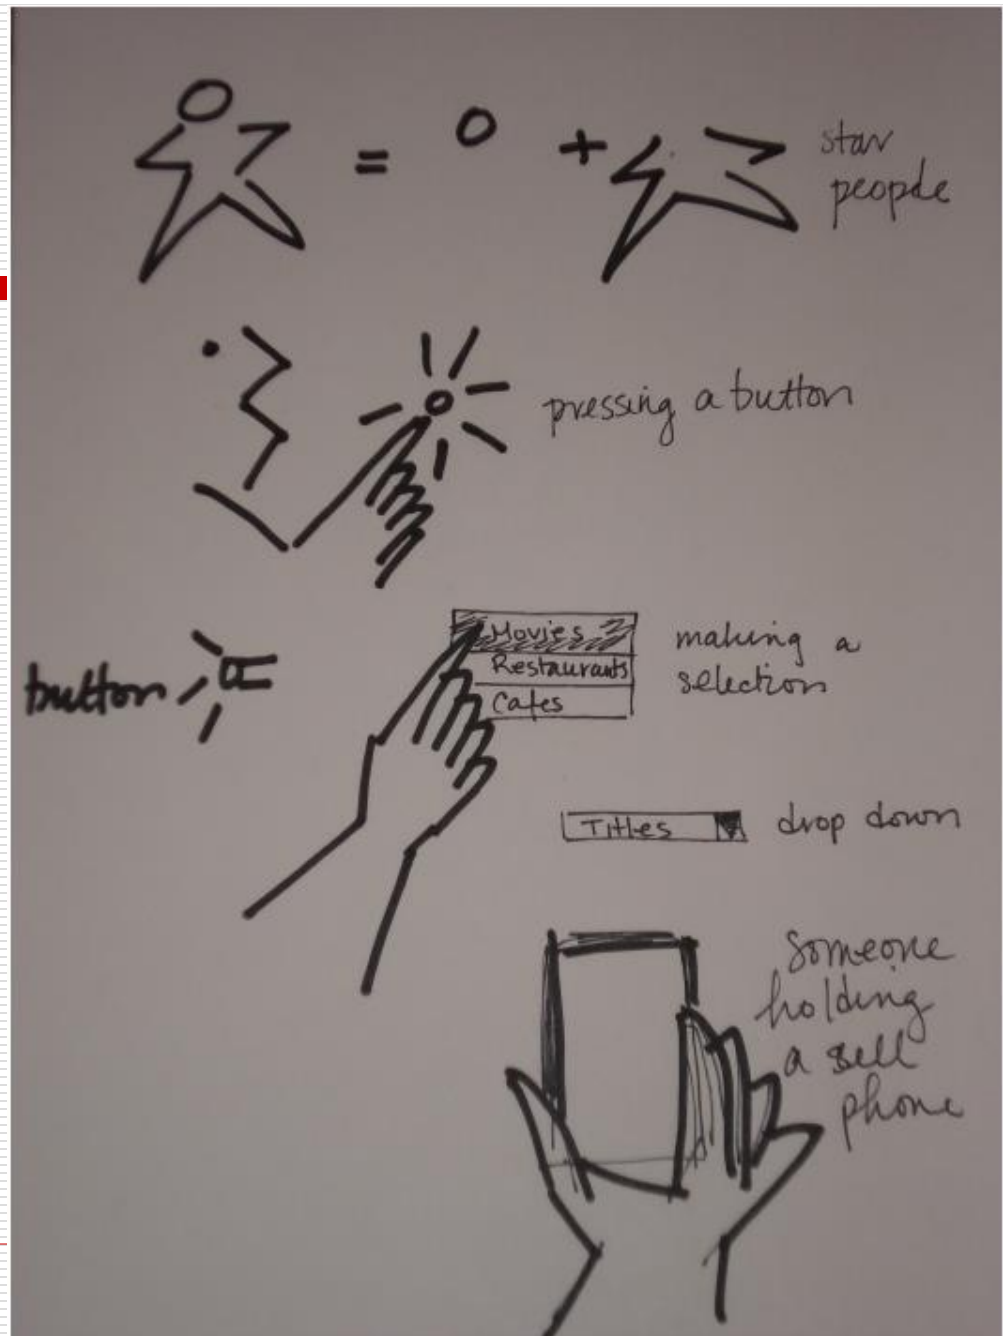 = +
star
people
pressing a button
button
Movies
Restaurants
Cafes
making a
selection
Titles
drop down
Someone
holding
a sell
phone